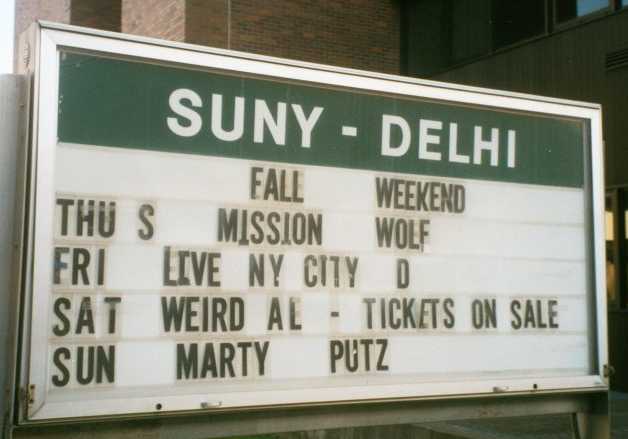 SUNY - DELHI
FALL WEEKEND
THU S MISSION WOLF
FRI LIVE NY CITY D
SAT WEIRD AL - TICKETS ON SALE
SUN MARTY PUTZ